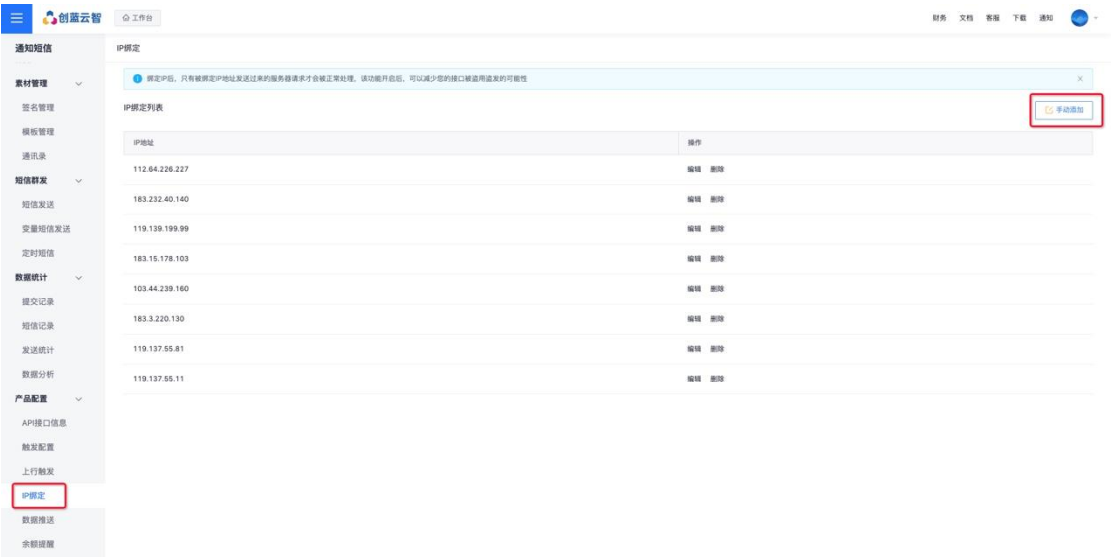 创蓝云智 工作台 财务 文档 客服 下载 通知
通知短信
IP绑定
素材管理
签名管理
模板管理
通讯录
短信群发
短信发送
变量短信发送
定时短信
数据统计
提交记录
短信记录
发送统计
数据分析
产品配置
API接口信息
触发配置
上行触发
IP绑定
数据推送
余额提醒
绑定IP后，只有被绑定IP地址发送过来的服务器请求才会被正常处理，该功能开启后，可以减少您的接口被盗用盗发的可能性
IP绑定列表 手动添加
IP地址 操作
112.64.226.227 编辑 删除
183.232.40.140 编辑 删除
119.139.199.99 编辑 删除
183.15.178.103 编辑 删除
103.44.239.160 编辑 删除
183.3.220.130 编辑 删除
119.137.55.81 编辑 删除
119.137.55.11 编辑 删除